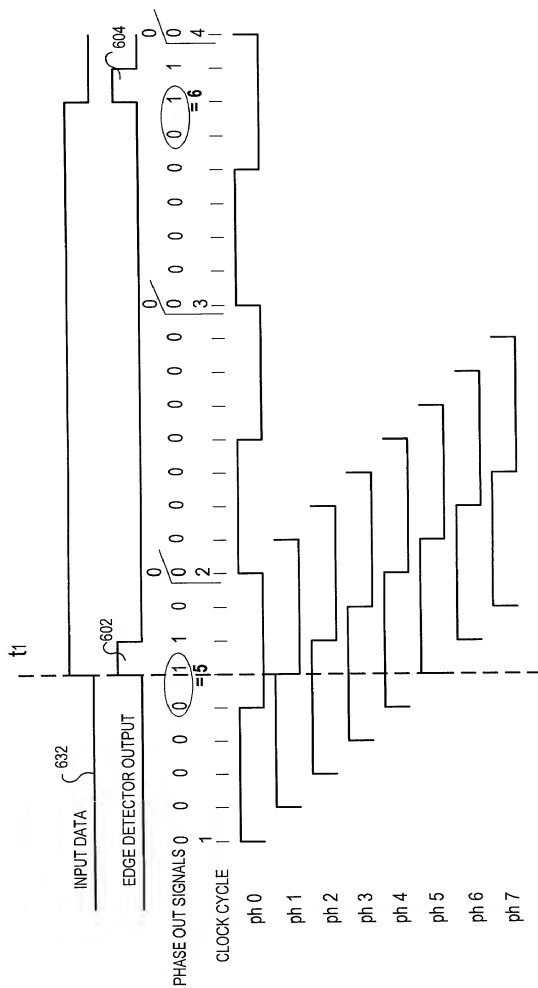 t1
632
INPUT DATA
602
604
EDGE DETECTOR OUTPUT
0 0 0
PHASE OUT SIGNALS 0 0 0 0 0 1 1 0 0 0 0 0 0 0 0 0 0 0 0 0 0 0 1 1 0
=5 = 6
CLOCK CYCLE 1 2 3 4
ph 0
ph 1
ph 2
ph 3
ph 4
ph 5
ph 6
ph 7